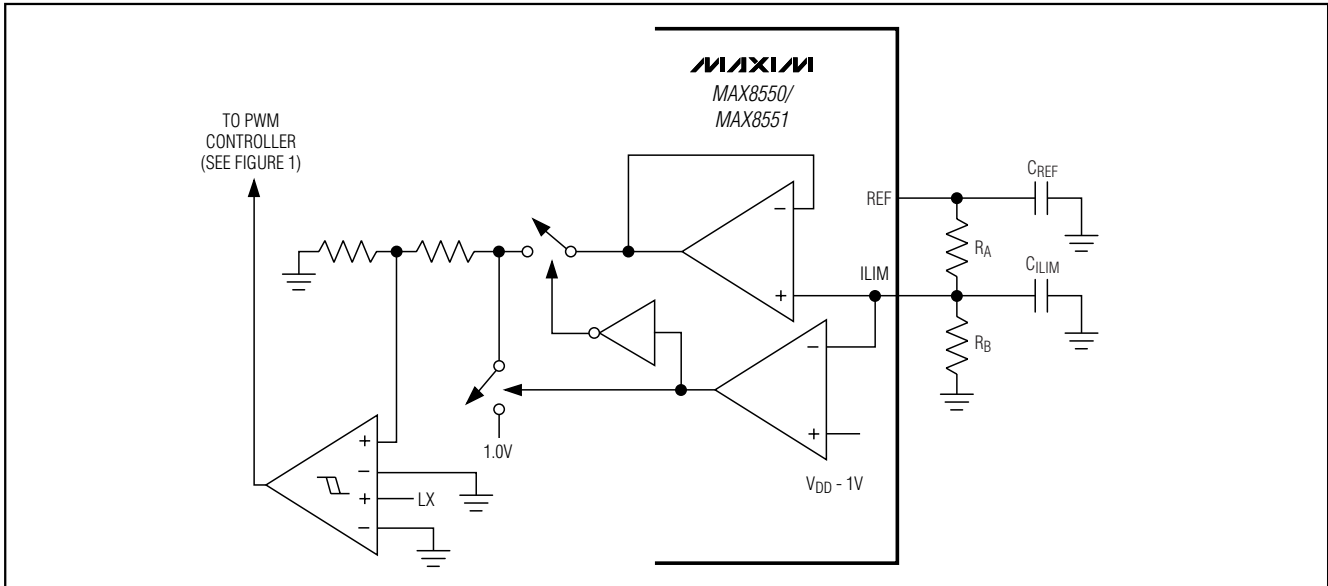 MAXIM
MAX8550/
MAX8551
TO PWM
CONTROLLER
(SEE FIGURE 1)
REF
CREF
RA
ILIM
CILIM
RB
−
+
−
+
VDD - 1V
1.0V
+
−
+
LX
−